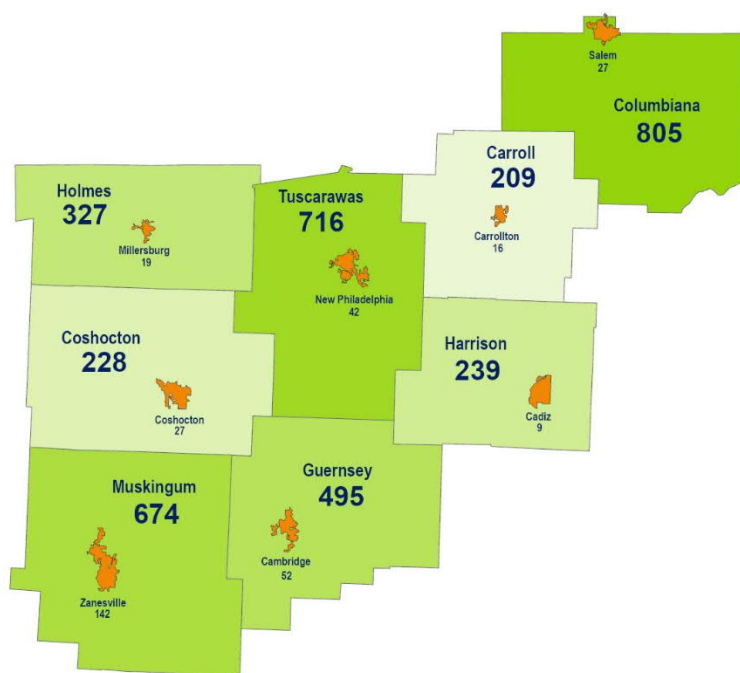 Salem
27
Columbiana
805
Carroll
209
Carrollton
16
Holmes
327
Millersburg
19
Tuscarawas
716
New Philadelphia
42
Coshocton
228
Coshocton
27
Harrison
239
Cadiz
9
Muskingum
674
Zanesville
142
Guernsey
495
Cambridge
52